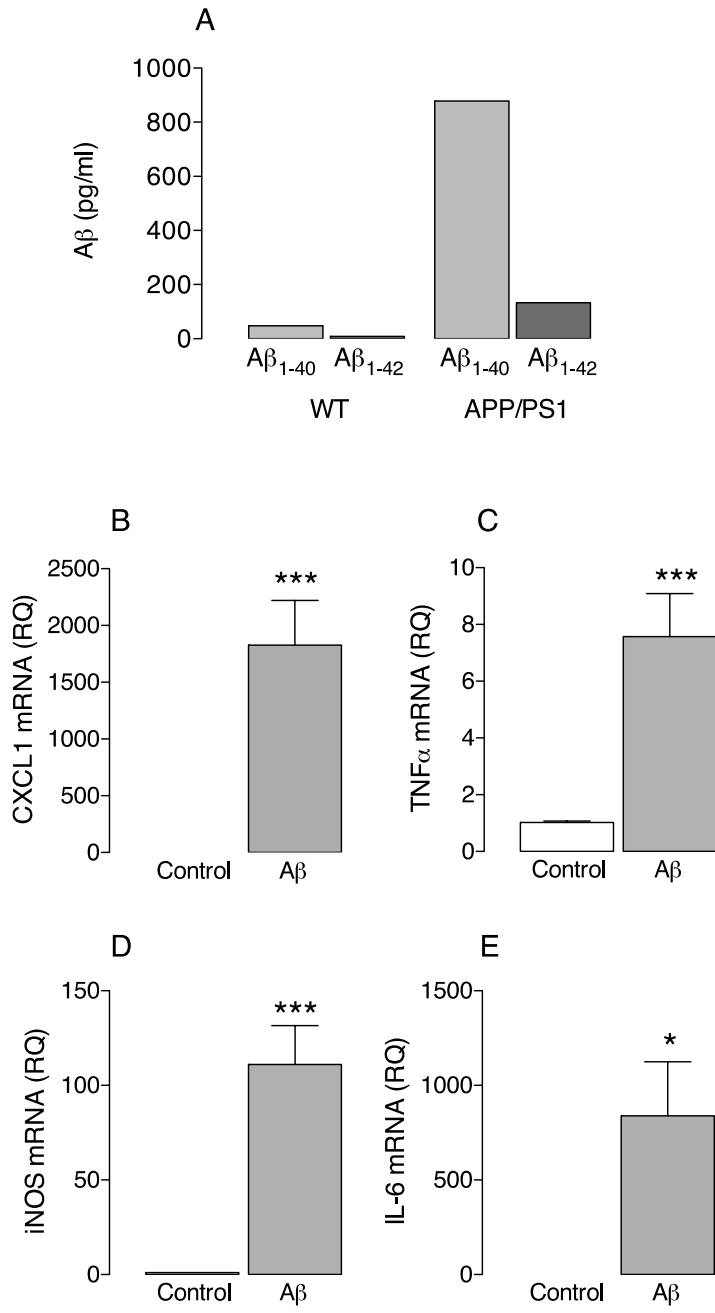 A
Aβ (pg/ml)
1000
800
600
400
200
0
Aβ1-40 Aβ1-42 Aβ1-40 Aβ1-42
WT APP/PS1
B
CXCL1 mRNA (RQ)
2500
2000
1500
1000
500
0
***
Control Aβ
C
TNFα mRNA (RQ)
10
8
6
4
2
0
***
Control Aβ
D
iNOS mRNA (RQ)
150
100
50
0
***
Control Aβ
E
IL-6 mRNA (RQ)
1500
1000
500
0
*
Control Aβ